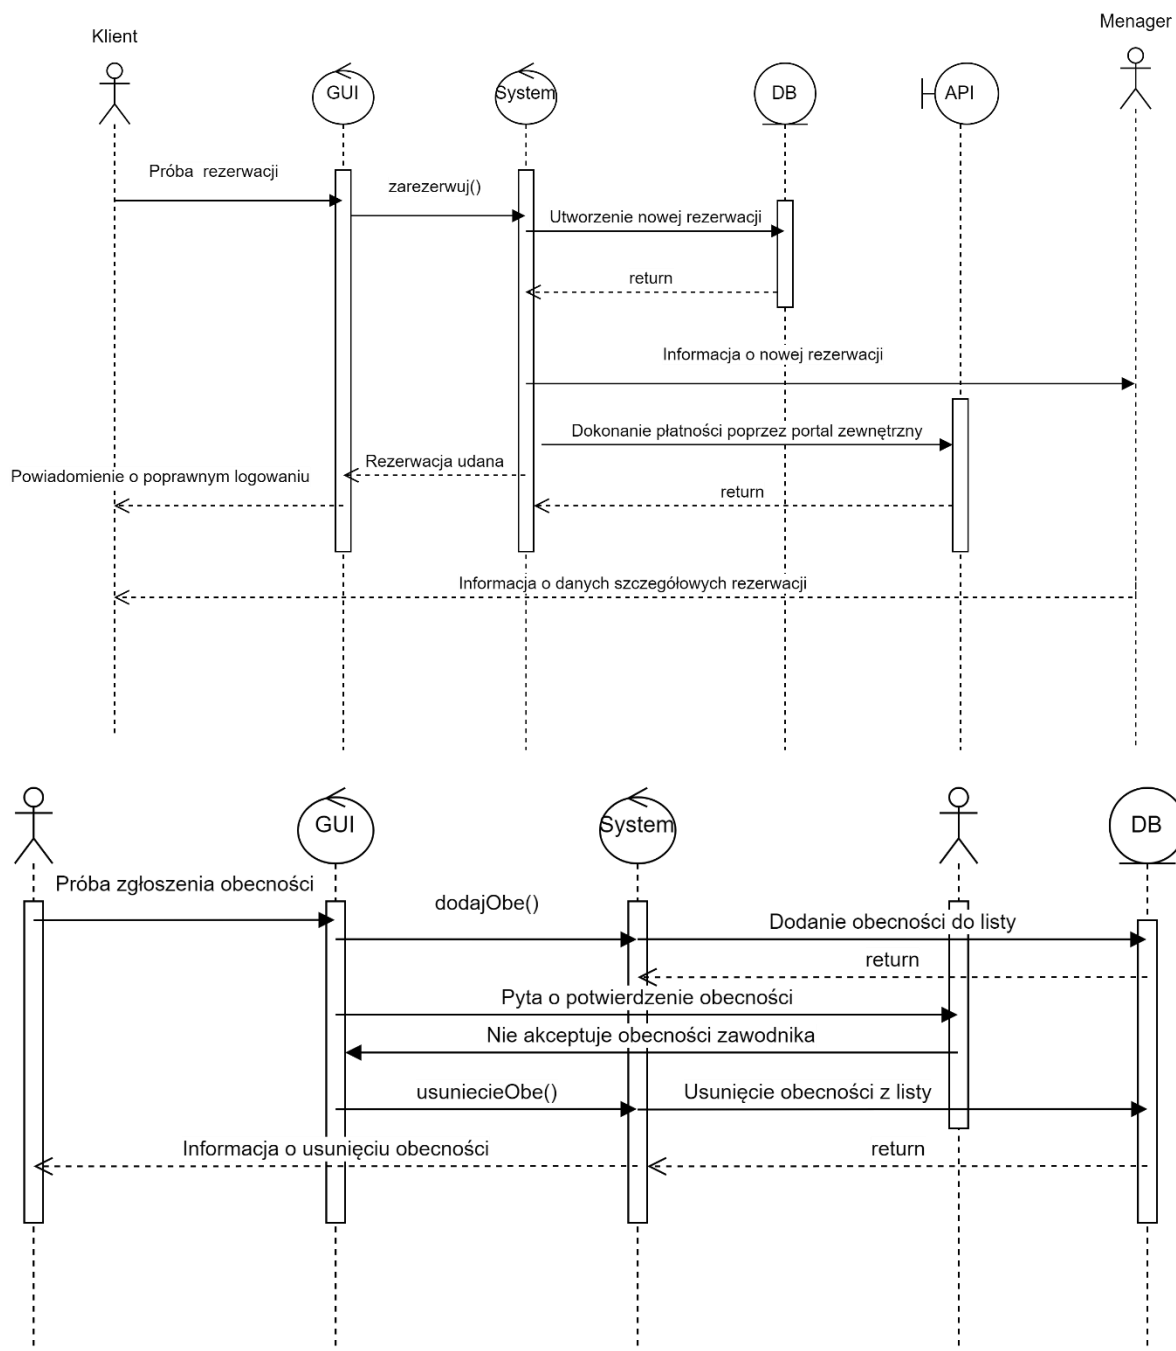 Klient
Menager
GUI
System
DB
API
Próba rezerwacji
zarezerwuj()
Utworzenie nowej rezerwacji
return
Informacja o nowej rezerwacji
Dokonanie płatności poprzez portal zewnętrzny
Rezerwacja udana
Powiadomienie o poprawnym logowaniu
return
Informacja o danych szczegółowych rezerwacji
GUI
System
DB
Próba zgłoszenia obecności
dodajObe()
Dodanie obecności do listy
return
Pyta o potwierdzenie obecności
Nie akceptuje obecności zawodnika
usuniecieObe()
Usunięcie obecności z listy
Informacja o usunięciu obecności
return